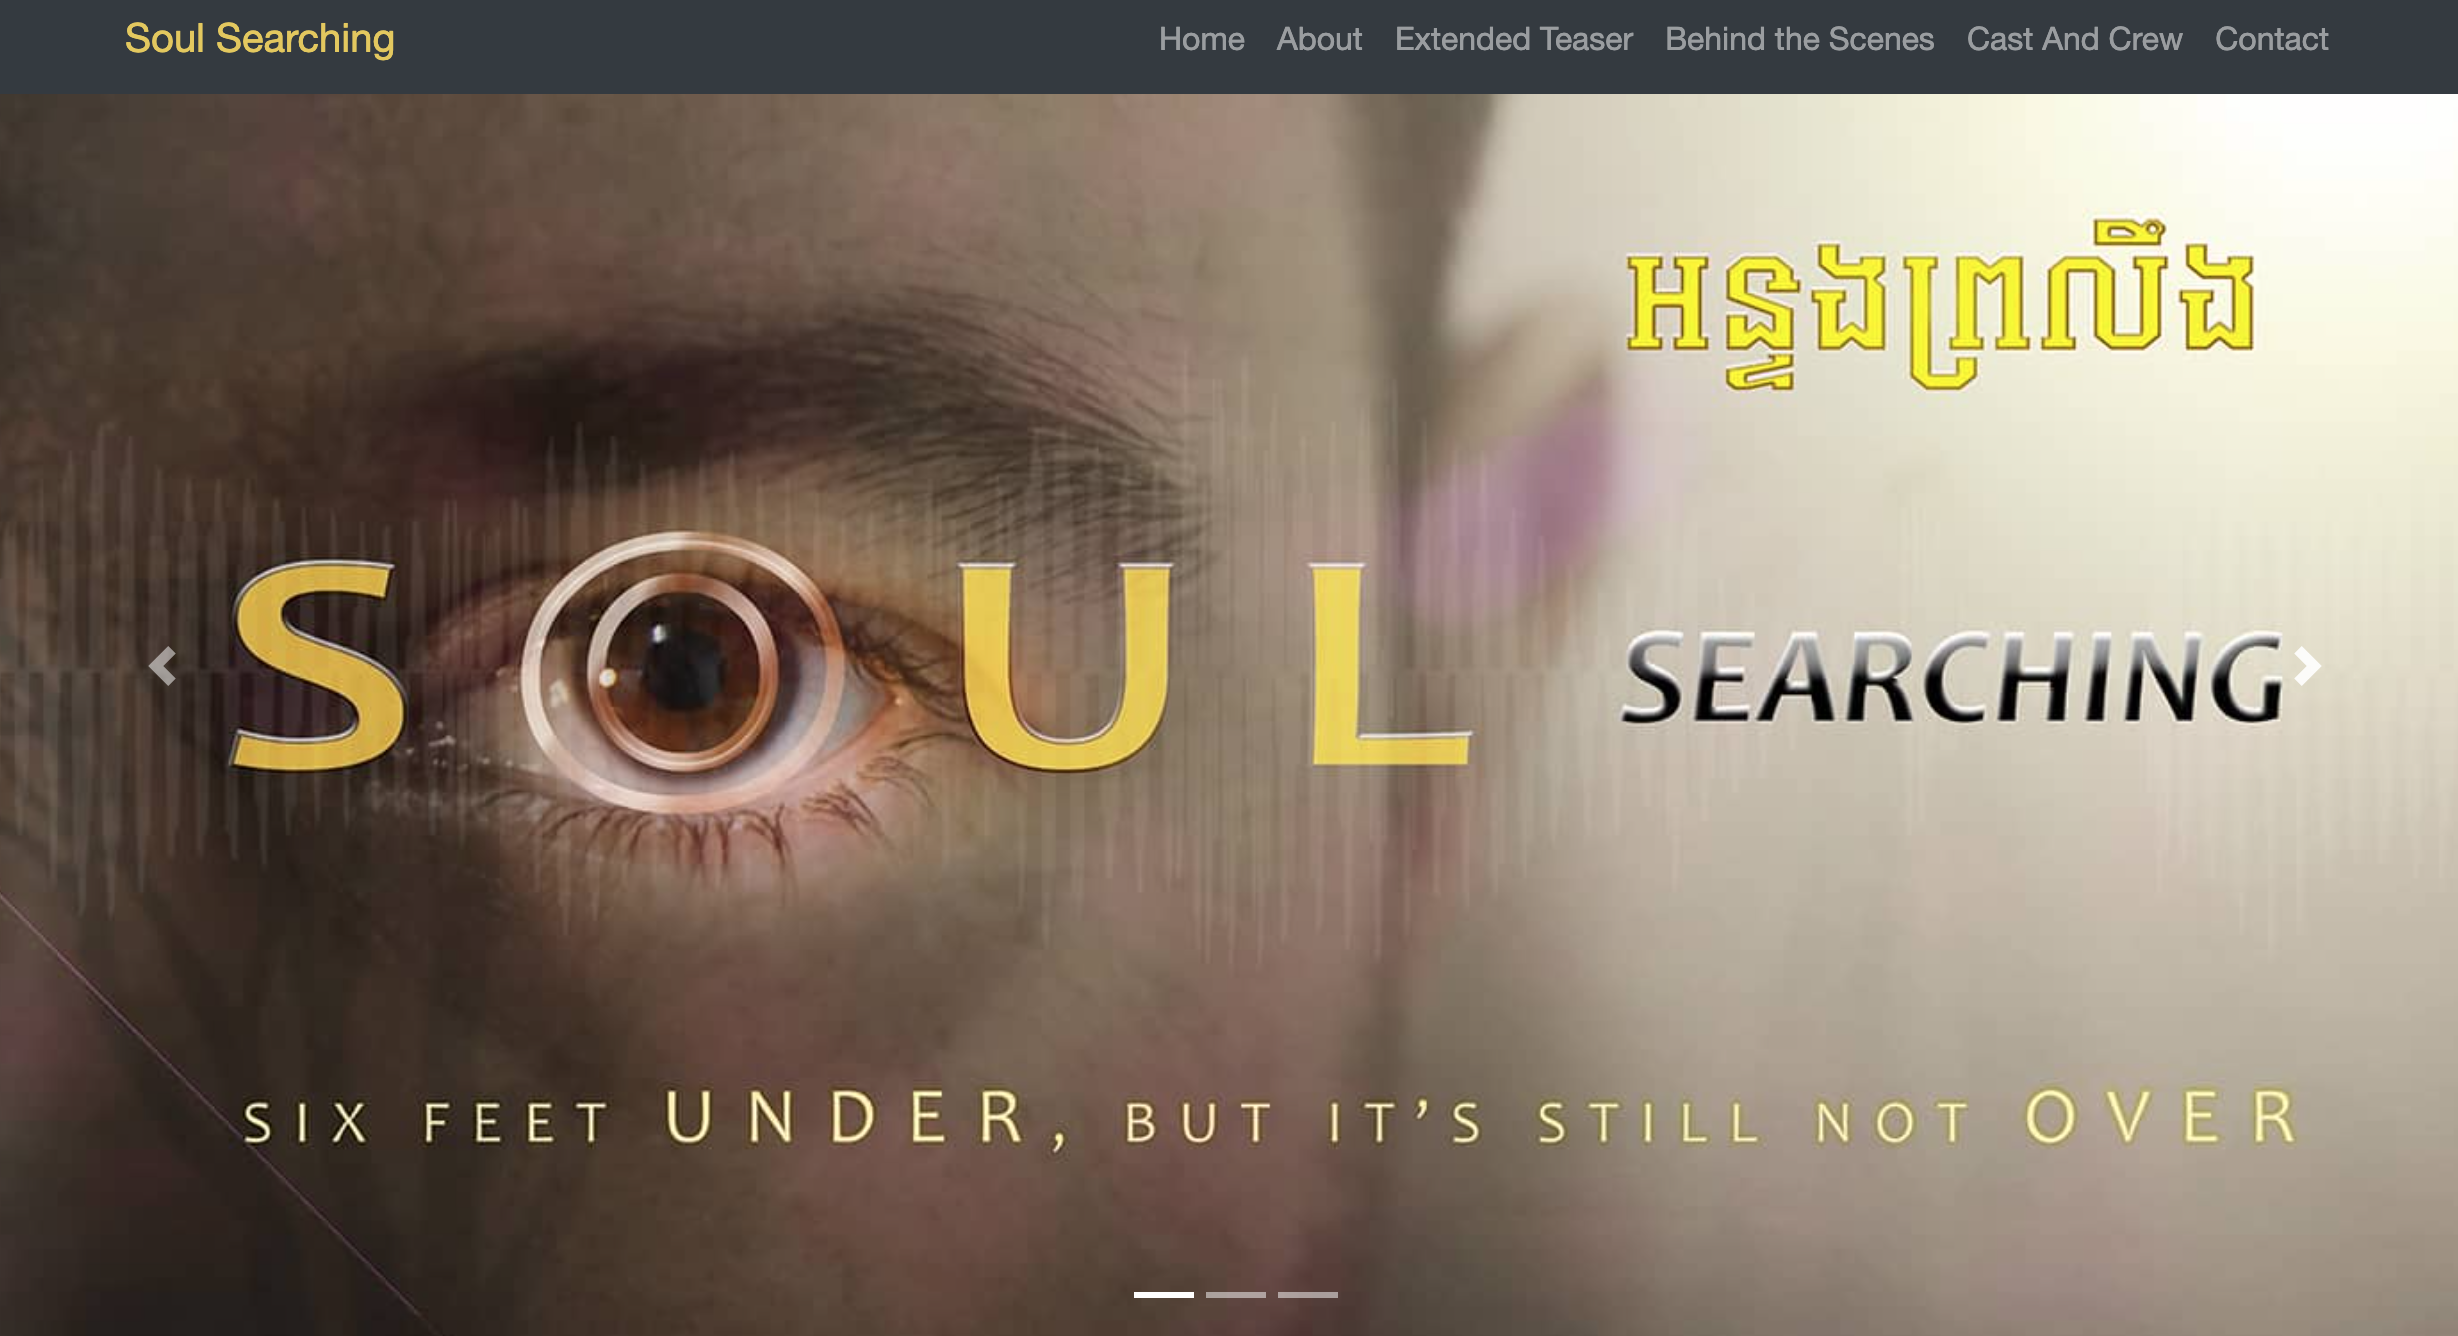 Soul Searching
Home About Extended Teaser Behind the Scenes Cast And Crew Contact
អន្ទងព្រលឹង
SOUL SEARCHING
SIX FEET UNDER, BUT IT'S STILL NOT OVER